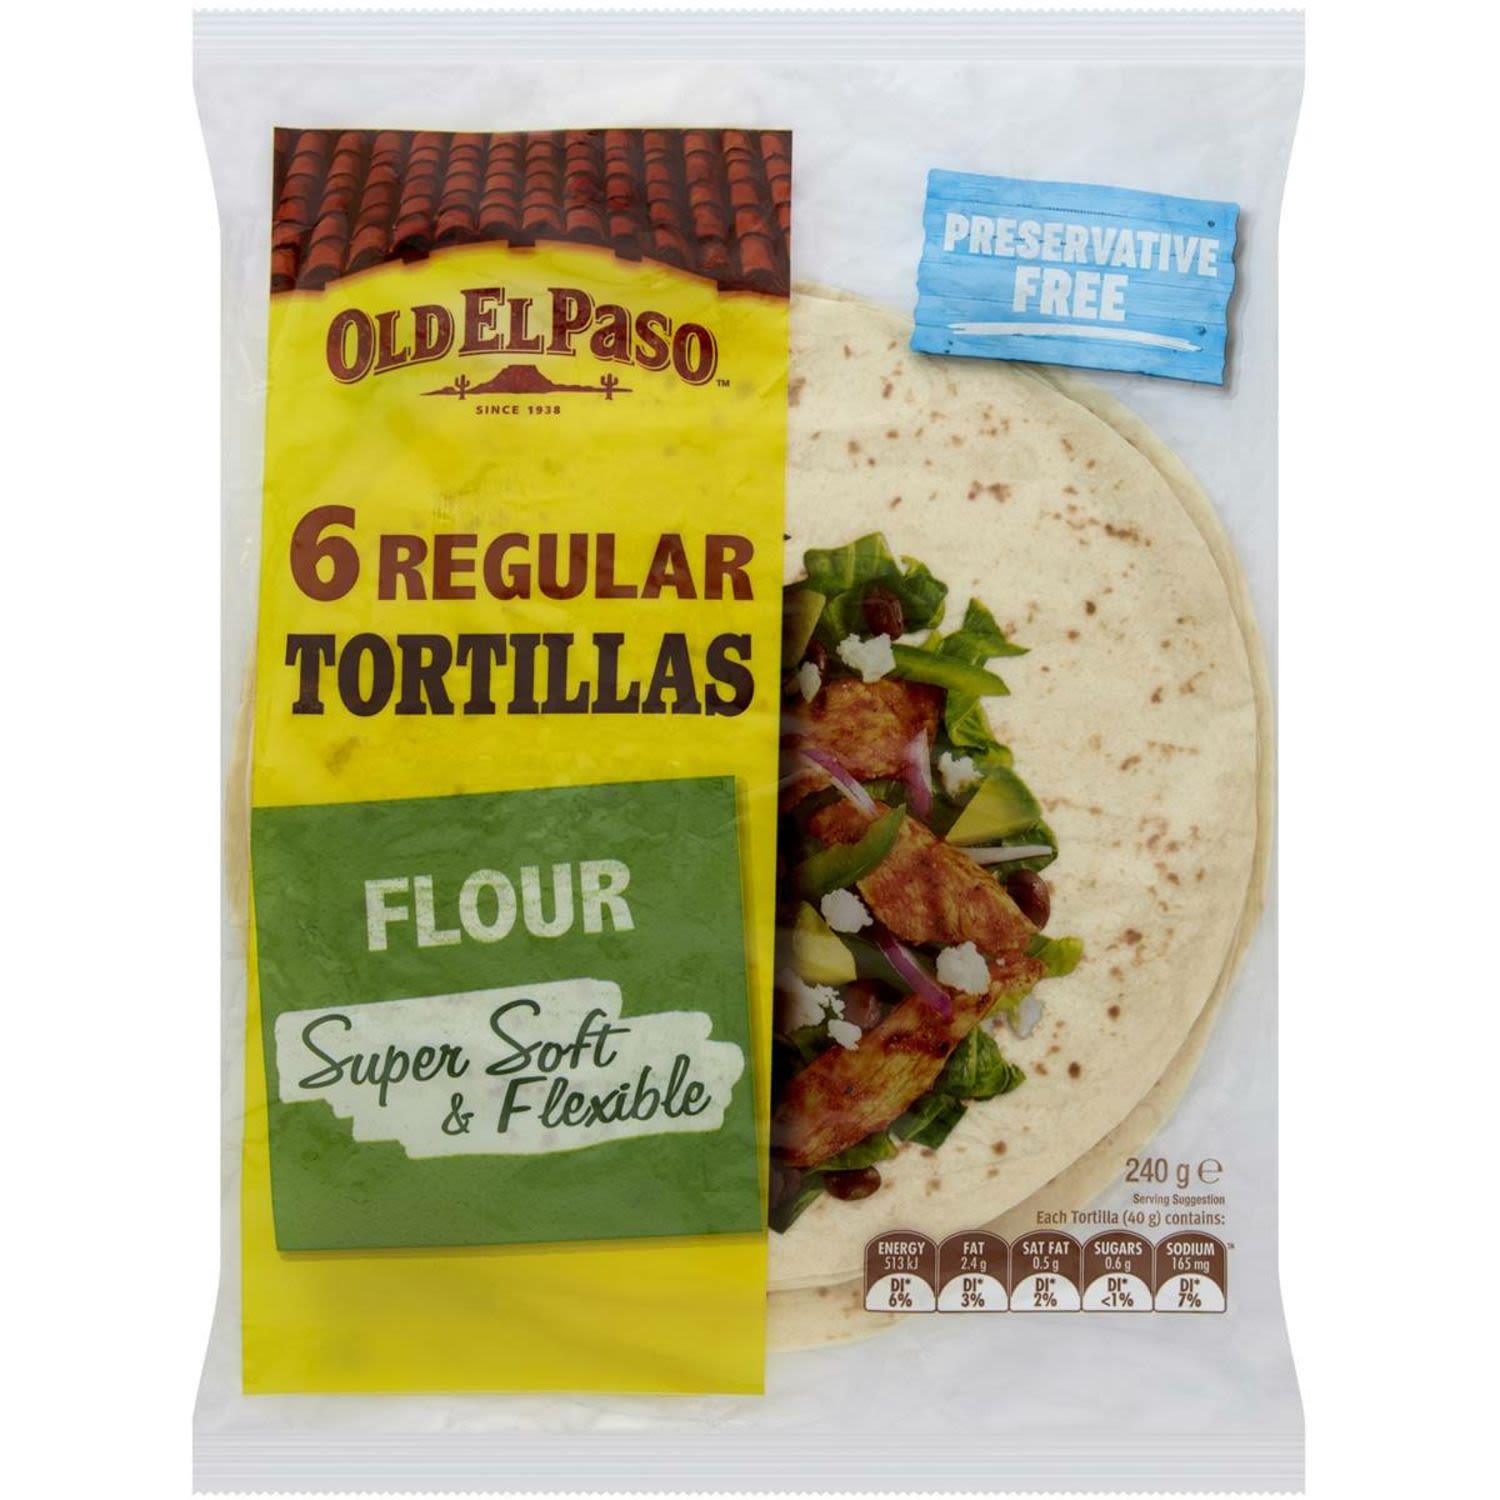 OLD EL PASO™
SINCE 1938
PRESERVATIVE
FREE
6 REGULAR
TORTILLAS
FLOUR
Super Soft
& Flexible
240 g ℮
Serving Suggestion
Each Tortilla (40 g) contains:
ENERGY FAT SAT FAT SUGARS SODIUM ™
513 kJ 2.4 g 0.5 g 0.6 g 165 mg
DI* DI* DI* DI* DI*
6% 3% 2% <1% 7%